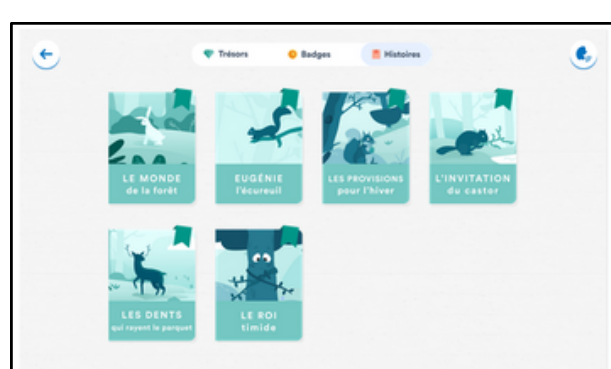 Trésors Badges Histoires
LE MONDE
de la forêt
EUGÉNIE
l'écureuil
LES PROVISIONS
pour l'hiver
L'INVITATION
du castor
LES DENTS
qui rayent le parquet
LE ROI
timide